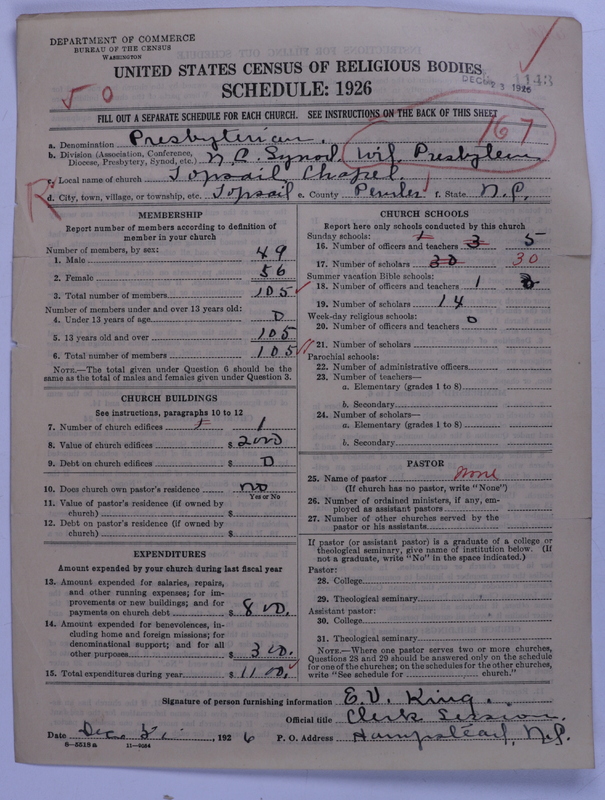 DEPARTMENT OF COMMERCE
BUREAU OF THE CENSUS
WASHINGTON
UNITED STATES CENSUS OF RELIGIOUS BODIES
SCHEDULE: 1926
DEC 23 1926
1143
FILL OUT A SEPARATE SCHEDULE FOR EACH CHURCH. SEE INSTRUCTIONS ON THE BACK OF THIS SHEET
167
a. Denomination Presbyterian.
b. Division (Association, Conference, Diocese, Presbytery, Synod, etc.) N.C. Synod, Wil. Presbytery
c. Local name of church Topsail Chapel
d. City, town, village, or township, etc. Topsail e. County Pender f. State N.C.
MEMBERSHIP
Report number of members according to definition of
member in your church
Number of members, by sex:
1. Male 49
2. Female 56
3. Total number of members 105
Number of members under and over 13 years old:
4. Under 13 years of age 0
5. 13 years old and over 105
6. Total number of members 105
NOTE.—The total given under Question 6 should be the
same as the total of males and females given under Question 3.
CHURCH BUILDINGS
See instructions, paragraphs 10 to 12
7. Number of church edifices 1 1
8. Value of church edifices $ 2000
9. Debt on church edifices $ 0
10. Does church own pastor's residence no
Yes or No
11. Value of pastor's residence (if owned by
church) $
12. Debt on pastor's residence (if owned by
church) $
EXPENDITURES
Amount expended by your church during last fiscal year
13. Amount expended for salaries, repairs,
and other running expenses; for im-
provements or new buildings; and for
payments on church debt $ 800.
14. Amount expended for benevolences, in-
cluding home and foreign missions; for
denominational support; and for all
other purposes $ 300.
15. Total expenditures during year $ 1100.
CHURCH SCHOOLS
Report here only schools conducted by this church
Sunday schools: 1
16. Number of officers and teachers 3 5
17. Number of scholars 30 30
Summer vacation Bible schools:
18. Number of officers and teachers 1
19. Number of scholars 14
Week-day religious schools:
20. Number of officers and teachers 0
21. Number of scholars
Parochial schools:
22. Number of administrative officers
23. Number of teachers—
a. Elementary (grades 1 to 8)
b. Secondary
24. Number of scholars—
a. Elementary (grades 1 to 8)
b. Secondary
PASTOR
25. Name of pastor None
(If church has no pastor, write "None")
26. Number of ordained ministers, if any, em-
ployed as assistant pastors
27. Number of other churches served by the
pastor or his assistants
If pastor (or assistant pastor) is a graduate of a college or
theological seminary, give name of institution below. (If
not a graduate, write "No" in the space indicated.)
Pastor:
28. College
29. Theological seminary
Assistant pastor:
30. College
31. Theological seminary
NOTE.—Where one pastor serves two or more churches,
Questions 28 and 29 should be answered only on the schedule
for one of the churches; on the schedules for the other churches,
write "See schedule for church."
Signature of person furnishing information E. V. King.
Official title Clerk Session.
Date Dec. 1926 P. O. Address Hampstead, N.C.
8—5518 a 11—9064